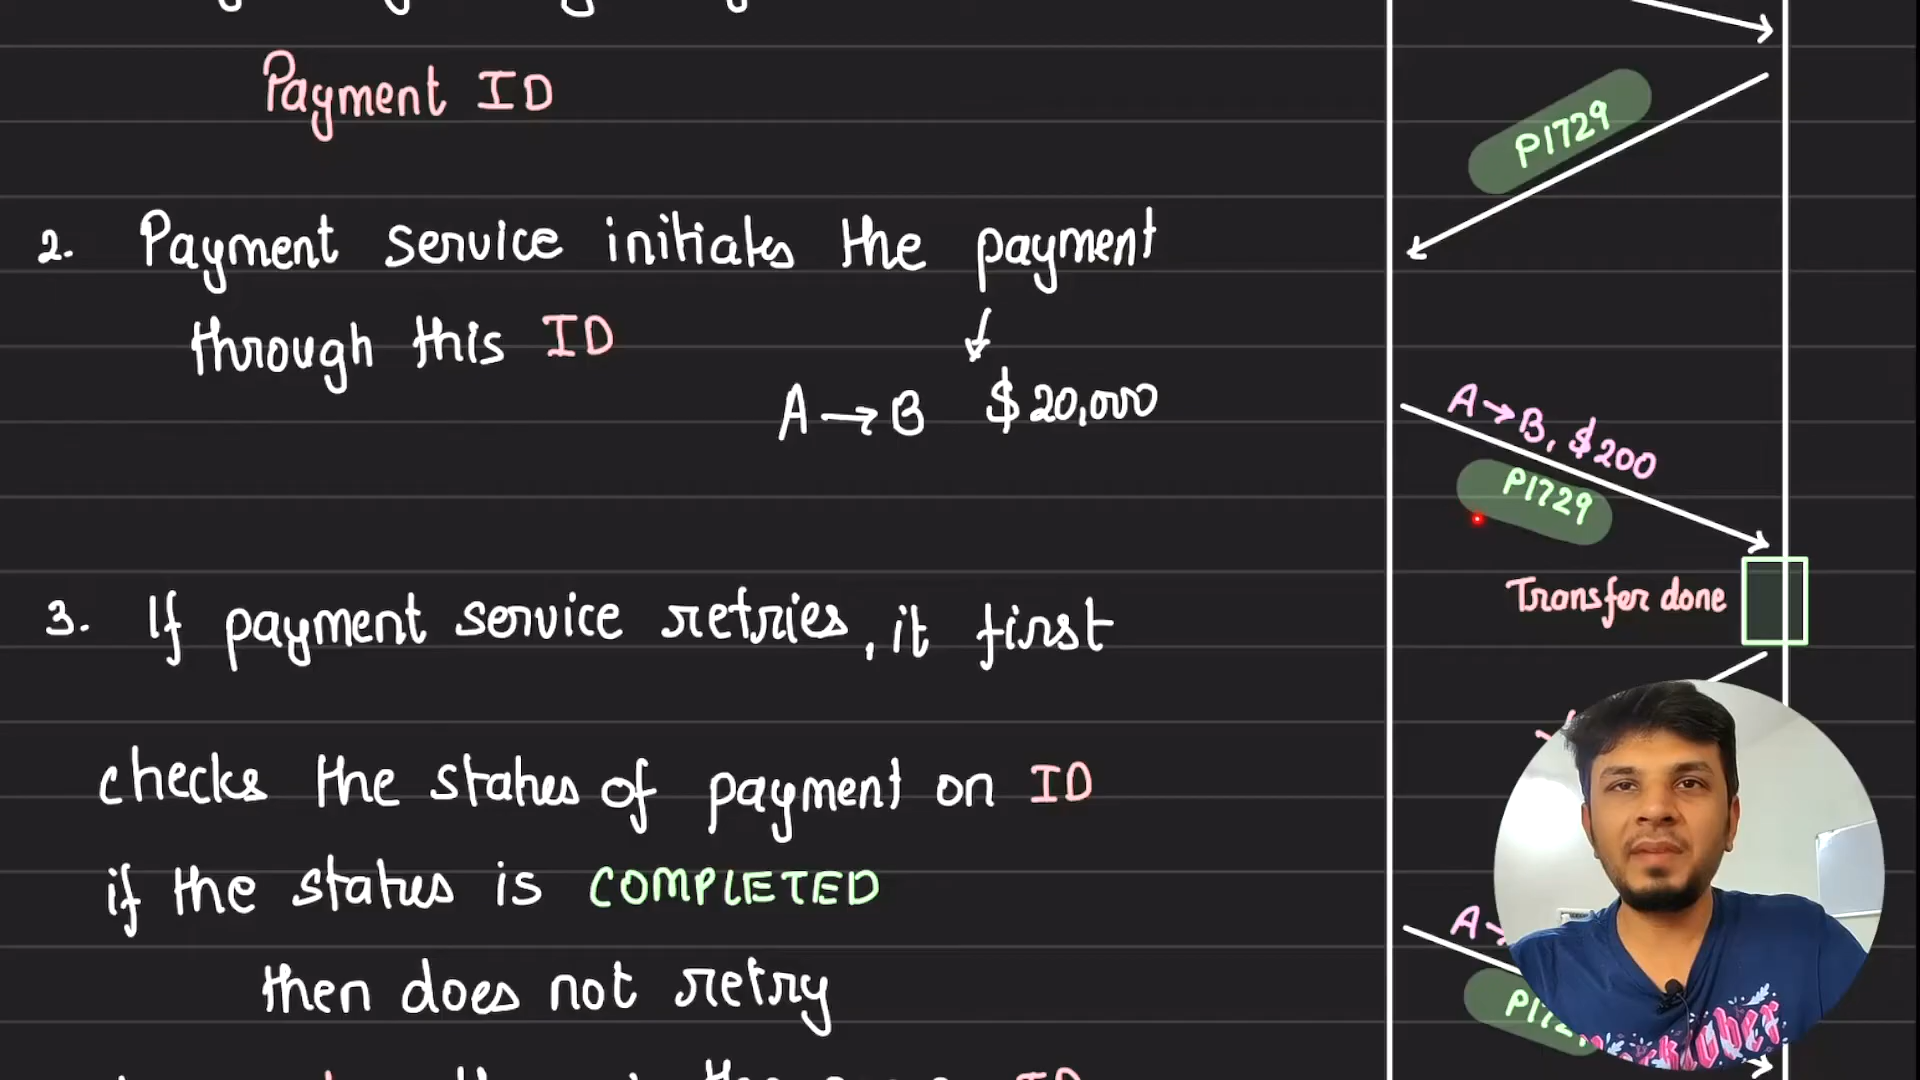 Payment ID
P1729
2. Payment service initiates the payment
through this ID
A → B $20,000
A → B, $200
P1729
Transfer done
3. If payment service retries, it first
checks the status of payment on ID
if the status is COMPLETED
A →
then does not retry